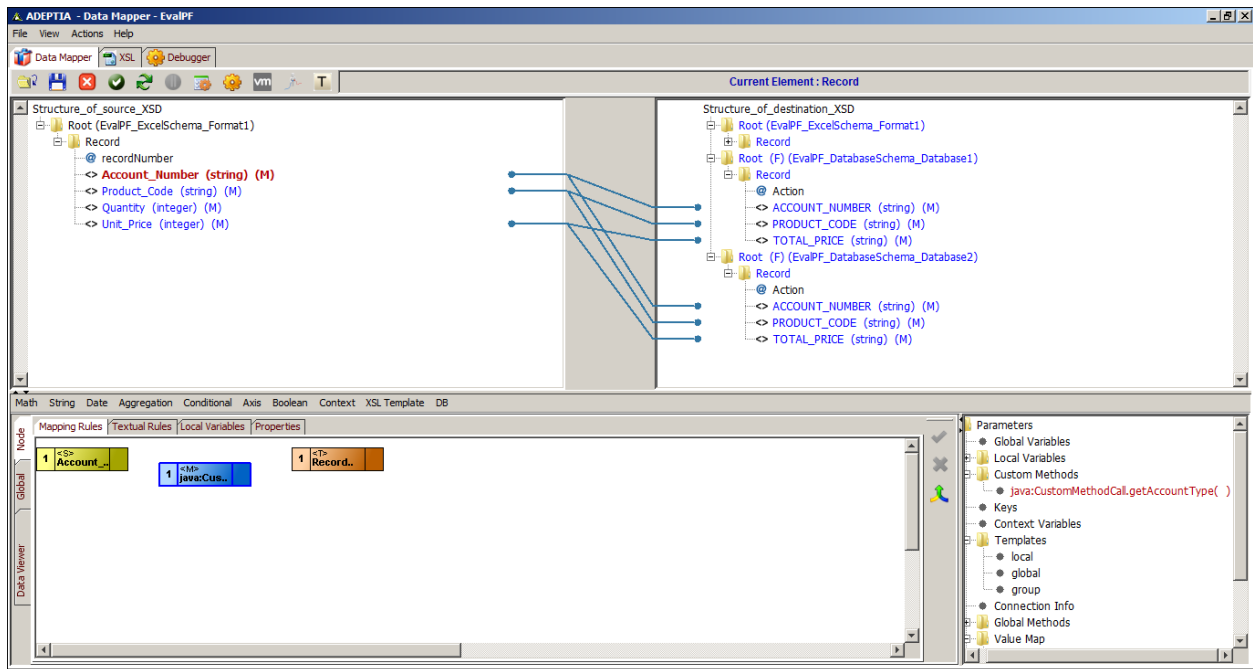 ADEPTIA - Data Mapper - EvalPF
File View Actions Help
Data Mapper XSL Debugger
vm T Current Element : Record
Structure_of_source_XSD
Root (EvalPF_ExcelSchema_Format1)
Record
@ recordNumber
<> Account_Number (string) (M)
<> Product_Code (string) (M)
<> Quantity (integer) (M)
<> Unit_Price (integer) (M)
Structure_of_destination_XSD
Root (EvalPF_ExcelSchema_Format1)
Record
Root (F) (EvalPF_DatabaseSchema_Database1)
Record
@ Action
<> ACCOUNT_NUMBER (string) (M)
<> PRODUCT_CODE (string) (M)
<> TOTAL_PRICE (string) (M)
Root (F) (EvalPF_DatabaseSchema_Database2)
Record
@ Action
<> ACCOUNT_NUMBER (string) (M)
<> PRODUCT_CODE (string) (M)
<> TOTAL_PRICE (string) (M)
Math String Date Aggregation Conditional Axis Boolean Context XSL Template DB
Node
Global
Data Viewer
Mapping Rules Textual Rules Local Variables Properties
1 <S> Account_..
1 <M> java:Cus..
1 <T> Record..
Parameters
Global Variables
Local Variables
Custom Methods
java:CustomMethodCall.getAccountType( )
Keys
Context Variables
Templates
local
global
group
Connection Info
Global Methods
Value Map